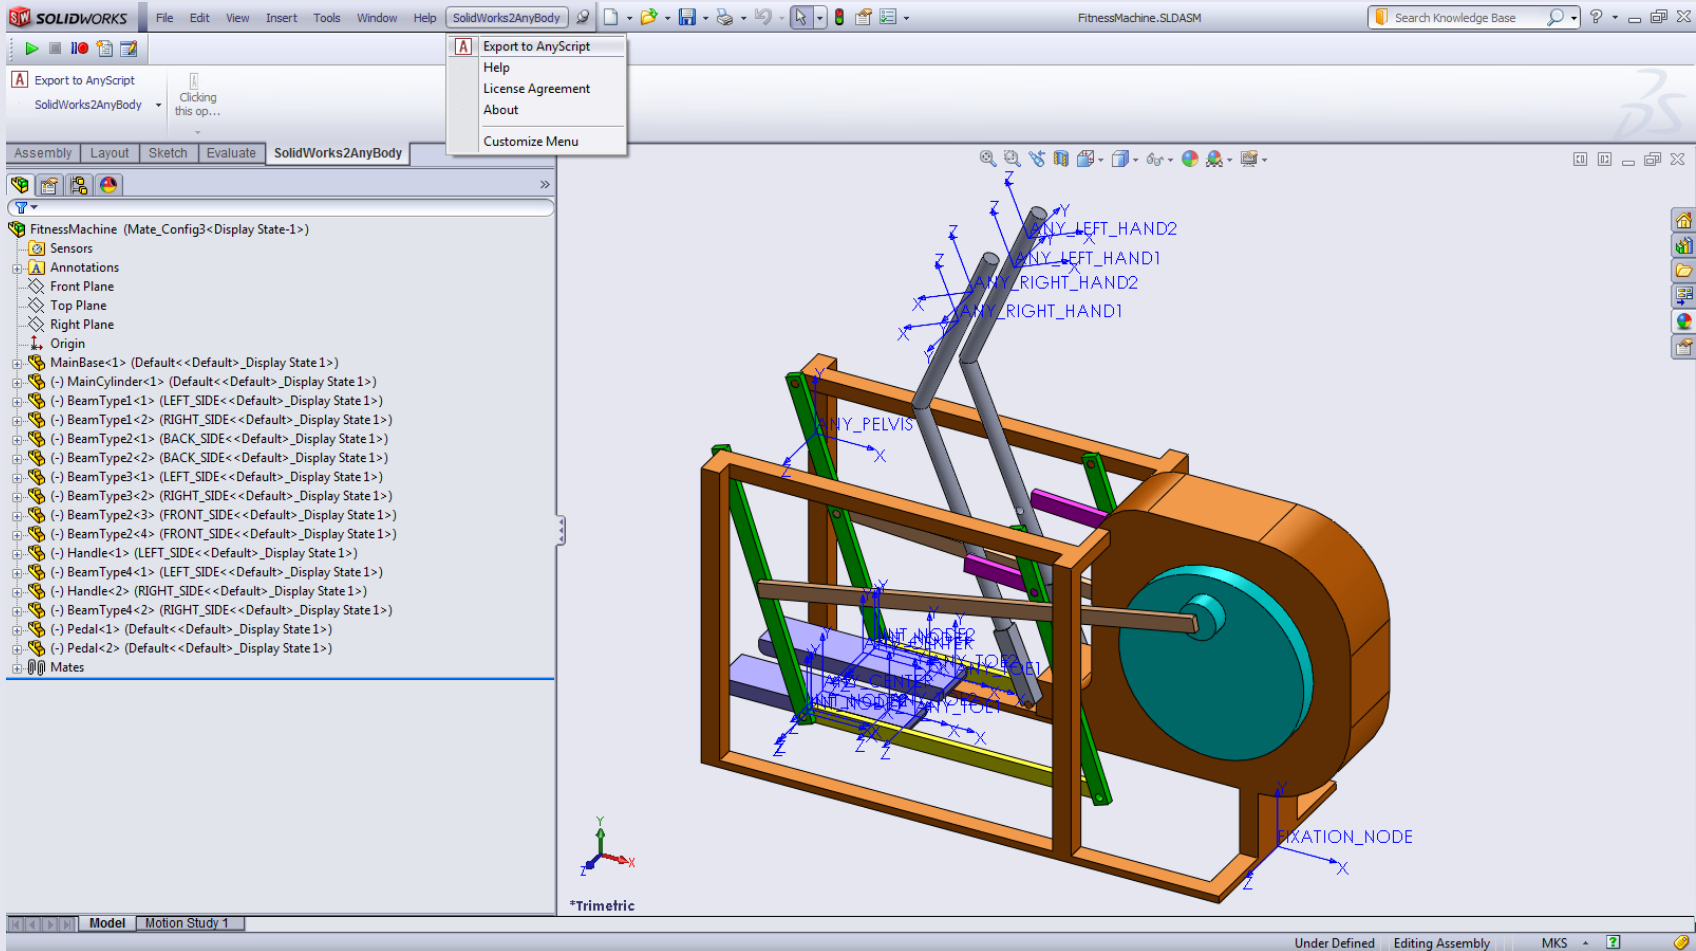 SOLIDWORKS File Edit View Insert Tools Window Help SolidWorks2AnyBody FitnessMachine.SLDASM Search Knowledge Base
Export to AnyScript
Help
License Agreement
About
Customize Menu
Export to AnyScript
SolidWorks2AnyBody
Clicking
this op...
Assembly Layout Sketch Evaluate SolidWorks2AnyBody
FitnessMachine (Mate_Config3<Display State-1>)
Sensors
Annotations
Front Plane
Top Plane
Right Plane
Origin
MainBase<1> (Default<<Default>_Display State 1>)
(-) MainCylinder<1> (Default<<Default>_Display State 1>)
(-) BeamType1<1> (LEFT_SIDE<<Default>_Display State 1>)
(-) BeamType1<2> (RIGHT_SIDE<<Default>_Display State 1>)
(-) BeamType2<1> (BACK_SIDE<<Default>_Display State 1>)
(-) BeamType2<2> (BACK_SIDE<<Default>_Display State 1>)
(-) BeamType3<1> (LEFT_SIDE<<Default>_Display State 1>)
(-) BeamType3<2> (RIGHT_SIDE<<Default>_Display State 1>)
(-) BeamType2<3> (FRONT_SIDE<<Default>_Display State 1>)
(-) BeamType2<4> (FRONT_SIDE<<Default>_Display State 1>)
(-) Handle<1> (LEFT_SIDE<<Default>_Display State 1>)
(-) BeamType4<1> (LEFT_SIDE<<Default>_Display State 1>)
(-) Handle<2> (RIGHT_SIDE<<Default>_Display State 1>)
(-) BeamType4<2> (RIGHT_SIDE<<Default>_Display State 1>)
(-) Pedal<1> (Default<<Default>_Display State 1>)
(-) Pedal<2> (Default<<Default>_Display State 1>)
Mates
ANY_LEFT_HAND2
ANY_LEFT_HAND1
ANY_RIGHT_HAND2
ANY_RIGHT_HAND1
ANY_PELVIS
ANY_TOE1
ANY_CENTER
ANY_TOE1
FIXATION_NODE
*Trimetric
Model Motion Study 1
Under Defined Editing Assembly MKS